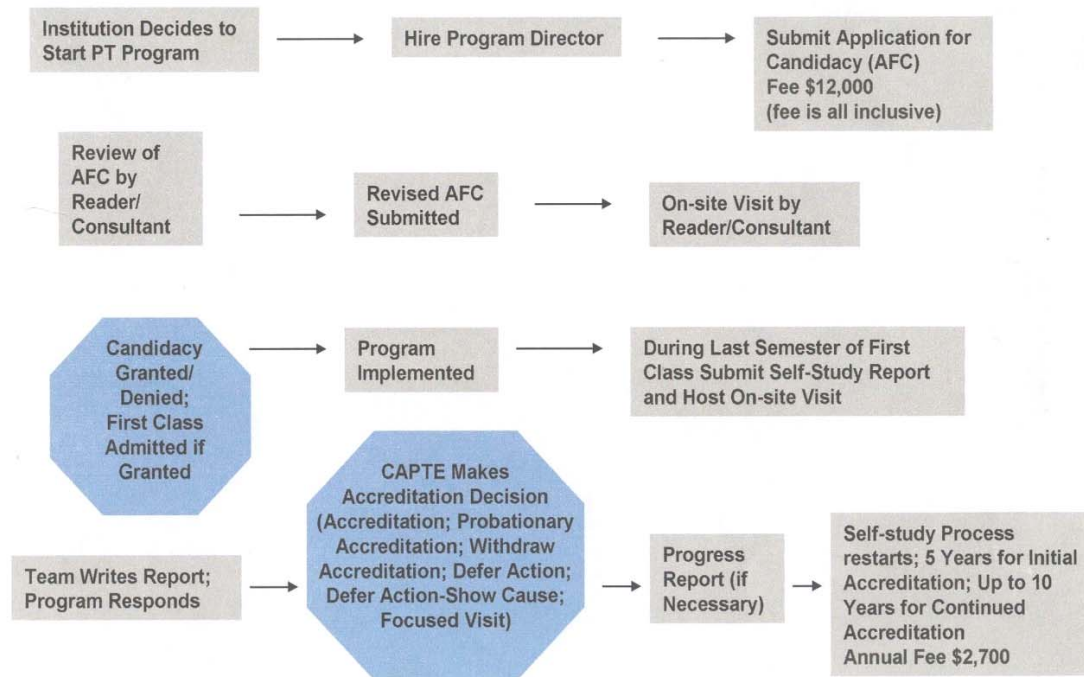 Institution Decides to
Start PT Program
Hire Program Director
Submit Application for
Candidacy (AFC)
Fee $12,000
(fee is all inclusive)
Review of
AFC by
Reader/
Consultant
Revised AFC
Submitted
On-site Visit by
Reader/Consultant
Candidacy
Granted/
Denied;
First Class
Admitted if
Granted
Program
Implemented
During Last Semester of First
Class Submit Self-Study Report
and Host On-site Visit
Team Writes Report;
Program Responds
CAPTE Makes
Accreditation Decision
(Accreditation; Probationary
Accreditation; Withdraw
Accreditation; Defer Action;
Defer Action-Show Cause;
Focused Visit)
Progress
Report (if
Necessary)
Self-study Process
restarts; 5 Years for Initial
Accreditation; Up to 10
Years for Continued
Accreditation
Annual Fee $2,700